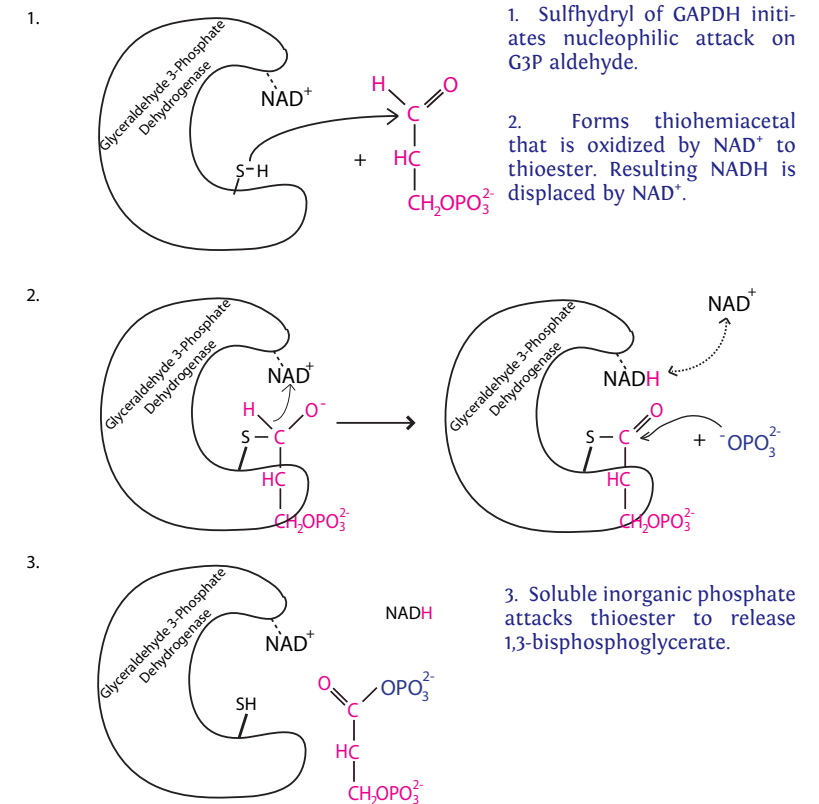 1.
Glyceraldehyde 3-Phosphate
Dehydrogenase
NAD⁺
S-H
+
H
O
C
HC
CH₂OPO₃²⁻
1. Sulfhydryl of GAPDH initi-
ates nucleophilic attack on
G3P aldehyde.
2. Forms thiohemiacetal
that is oxidized by NAD⁺ to
thioester. Resulting NADH is
displaced by NAD⁺.
2.
Glyceraldehyde 3-Phosphate
Dehydrogenase
NAD⁺
H
O⁻
S-C
HC
CH₂OPO₃²⁻
Glyceraldehyde 3-Phosphate
Dehydrogenase
NAD⁺
NADH
O
S-C
+ ⁻OPO₃²⁻
HC
CH₂OPO₃²⁻
3.
Glyceraldehyde 3-Phosphate
Dehydrogenase
NAD⁺
SH
NADH
O
OPO₃²⁻
C
HC
CH₂OPO₃²⁻
3. Soluble inorganic phosphate
attacks thioester to release
1,3-bisphosphoglycerate.